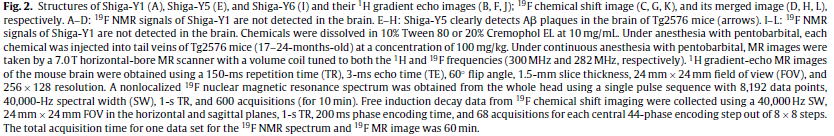 Fig. 2. Structures of Shiga-Y1 (A), Shiga-Y5 (E), and Shiga-Y6 (I) and their ¹H gradient echo images (B, F, J); ¹⁹F chemical shift image (C, G, K), and its merged image (D, H, L),
respectively. A–D: ¹⁹F NMR signals of Shiga-Y1 are not detected in the brain. E–H: Shiga-Y5 clearly detects Aβ plaques in the brain of Tg2576 mice (arrows). I–L: ¹⁹F NMR
signals of Shiga-Y1 are not detected in the brain. Chemicals were dissolved in 10% Tween 80 or 20% Cremophol EL at 10 mg/mL. Under anesthesia with pentobarbital, each
chemical was injected into tail veins of Tg2576 mice (17–24-months-old) at a concentration of 100 mg/kg. Under continuous anesthesia with pentobarbital, MR images were
taken by a 7.0 T horizontal-bore MR scanner with a volume coil tuned to both the ¹H and ¹⁹F frequencies (300 MHz and 282 MHz, respectively). ¹H gradient-echo MR images
of the mouse brain were obtained using a 150-ms repetition time (TR), 3-ms echo time (TE), 60° flip angle, 1.5-mm slice thickness, 24 mm × 24 mm field of view (FOV), and
256 × 128 resolution. A nonlocalized ¹⁹F nuclear magnetic resonance spectrum was obtained from the whole head using a single pulse sequence with 8,192 data points,
40,000-Hz spectral width (SW), 1-s TR, and 600 acquisitions (for 10 min). Free induction decay data from ¹⁹F chemical shift imaging were collected using a 40,000 Hz SW,
24 mm × 24 mm FOV in the horizontal and sagittal planes, 1-s TR, 200 ms phase encoding time, and 68 acquisitions for each central 44-phase encoding step out of 8 × 8 steps.
The total acquisition time for one data set for the ¹⁹F NMR spectrum and ¹⁹F MR image was 60 min.